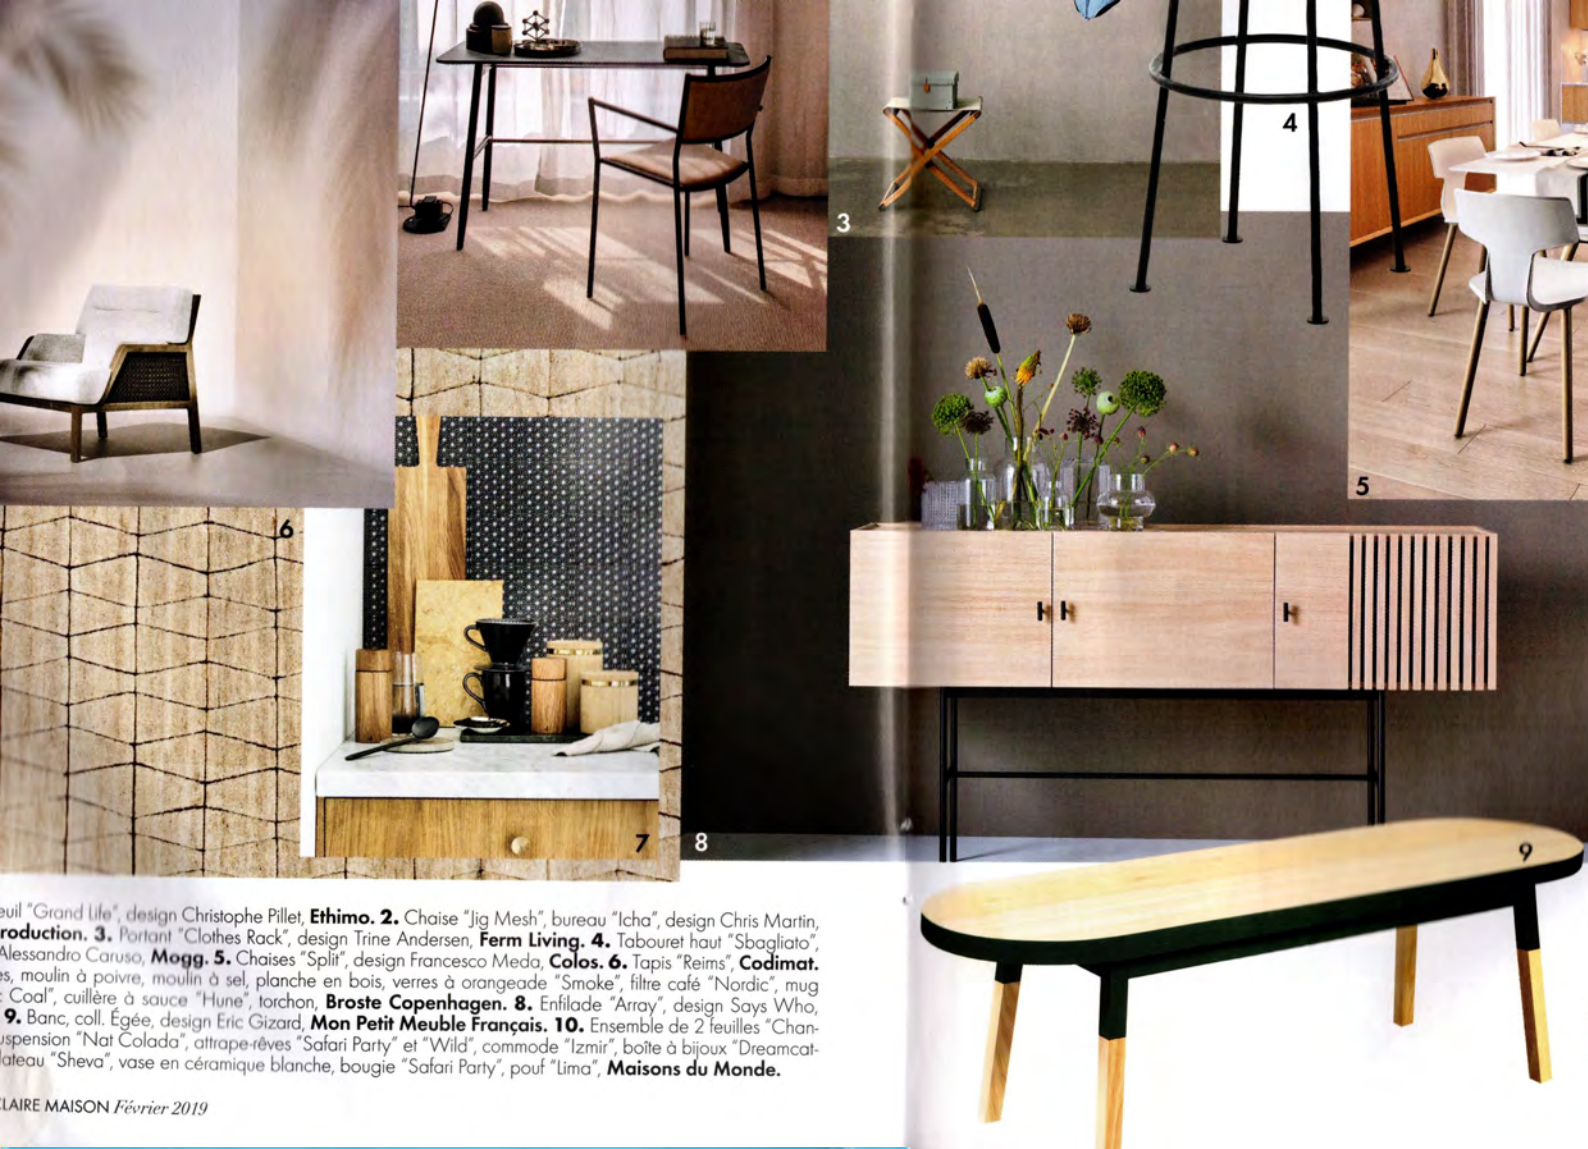 3
4
5
6
7
8
9
euil "Grand Life", design Christophe Pillet, Ethimo. 2. Chaise "Jig Mesh", bureau "Icha", design Chris Martin,
roduction. 3. Portant "Clothes Rack", design Trine Andersen, Ferm Living. 4. Tabouret haut "Sbagliato",
Alessandro Caruso, Mogg. 5. Chaises "Split", design Francesco Meda, Colos. 6. Tapis "Reims", Codimat.
es, moulin à poivre, moulin à sel, planche en bois, verres à orangeade "Smoke", filtre café "Nordic", mug
c Coal", cuillère à sauce "Hune", torchon, Broste Copenhagen. 8. Enfilade "Array", design Says Who,
9. Banc, coll. Égée, design Eric Gizard, Mon Petit Meuble Français. 10. Ensemble de 2 feuilles "Chan-
uspension "Nat Colada", attrape-rêves "Safari Party" et "Wild", commode "Izmir", boîte à bijoux "Dreamcat-
lateau "Sheva", vase en céramique blanche, bougie "Safari Party", pouf "Lima", Maisons du Monde.
CLAIRE MAISON Février 2019